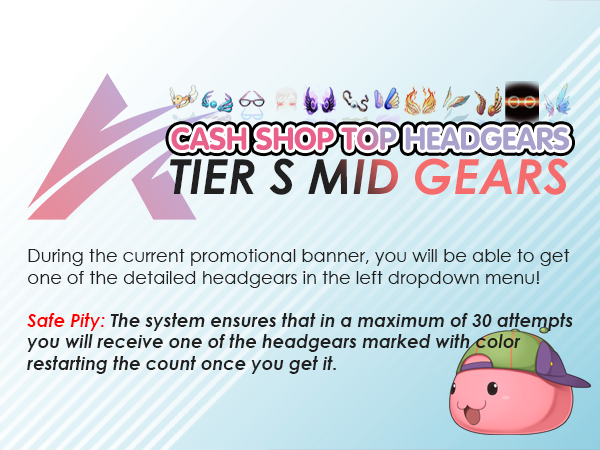 CASH SHOP TOP HEADGEARS
TIER S MID GEARS
During the current promotional banner, you will be able to get
one of the detailed headgears in the left dropdown menu!
Safe Pity: The system ensures that in a maximum of 30 attempts
you will receive one of the headgears marked with color
restarting the count once you get it.